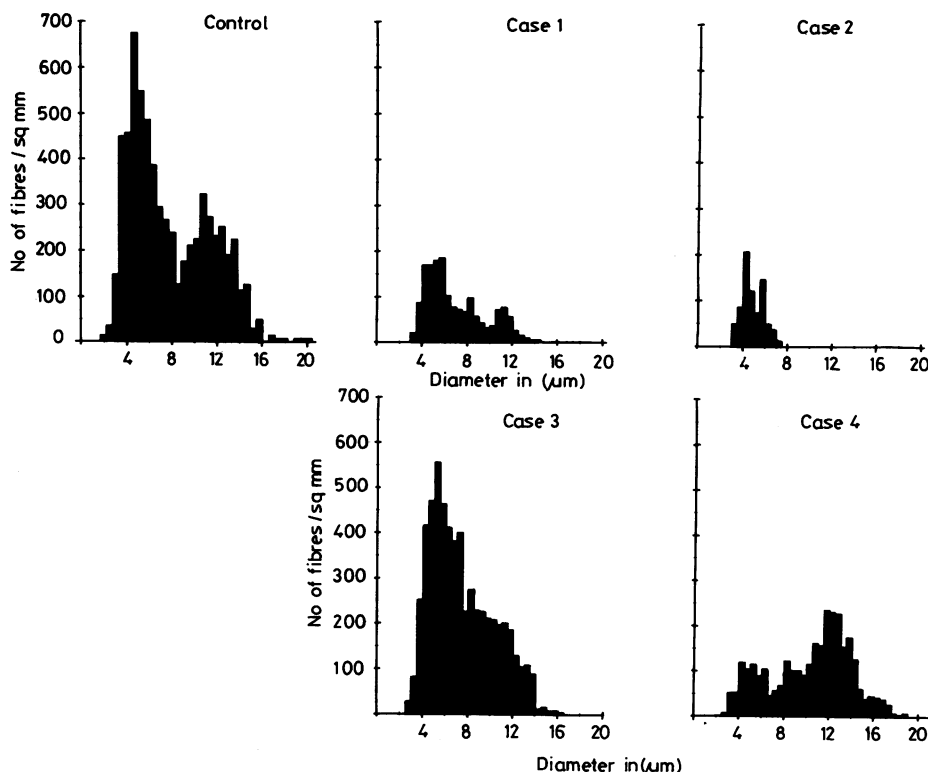 Control
No of fibres / sq mm
700
600
500
400
300
200
100
0
4 8 12 16 20
Case 1
4 8 12 16 20
Diameter in (µm)
Case 2
4 8 12 16 20
Case 3
No of fibres / sq mm
700
600
500
400
300
200
100
4 8 12 16 20
Case 4
4 8 12 16 20
Diameter in (µm)